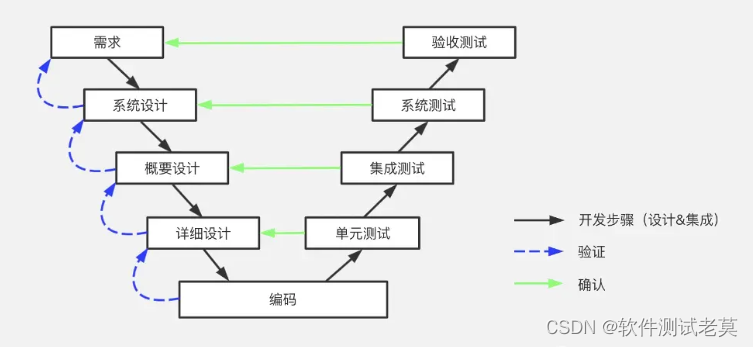 需求
验收测试
系统设计
系统测试
概要设计
集成测试
详细设计
单元测试
编码
开发步骤（设计&集成）
验证
确认
CSDN @软件测试老莫